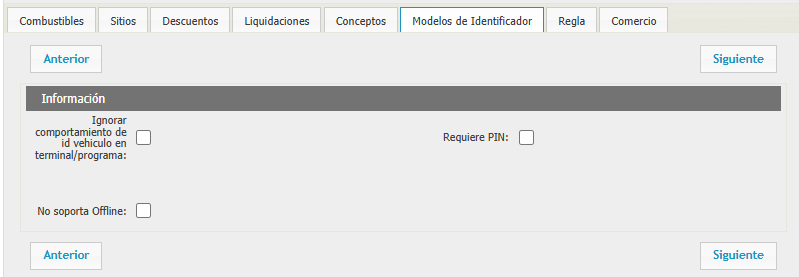 Combustibles Sitios Descuentos Liquidaciones Conceptos Modelos de Identificador Regla Comercio
Anterior Siguiente
Información
Ignorar
comportamiento de
id vehiculo en
terminal/programa:
Requiere PIN:
No soporta Offline:
Anterior Siguiente